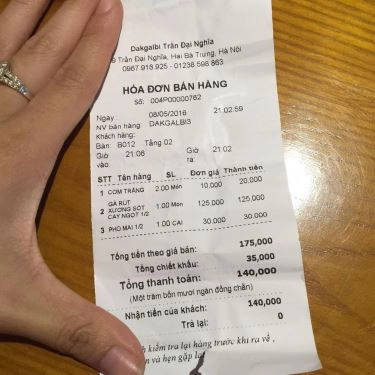 Dakgalbi Trần Đại Nghĩa
9 Trần Đại Nghĩa, Hai Bà Trưng, Hà Nội
0967.918.925 - 01238 598 863
HÓA ĐƠN BÁN HÀNG
Số: 004P00000762
Ngày : 08/05/2016 21:02:59
NV bán hàng: DAKGALBI3
Khách hàng:
Bàn: B012 Tầng 02
Giờ vào: 21:06 Giờ ra: 21:02
STT Tên hàng SL Đơn giá Thành tiền
1 CƠM TRẮNG 2.00 Món 10,000 20,000
GÀ RÚT
2 XƯƠNG SỐT 1.00 Món 125,000 125,000
CAY NGỌT 1/2
3 PHO MAI 1/2 1.00 CÁI 30,000 30,000
Tổng tiền theo giá bán: 175,000
Tổng chiết khấu: 35,000
Tổng thanh toán: 140,000
(Một trăm bốn mươi ngàn đồng chẵn)
Nhận tiền của khách: 140,000
Trả lại: 0
kiểm tra lại hàng trước khi ra về ,
và hẹn gặp